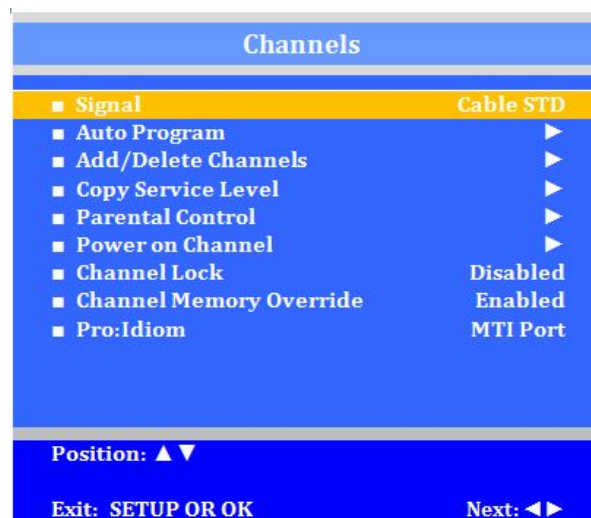 Channels
■ Signal Cable STD
■ Auto Program ►
■ Add/Delete Channels ►
■ Copy Service Level ►
■ Parental Control ►
■ Power on Channel ►
■ Channel Lock Disabled
■ Channel Memory Override Enabled
■ Pro:Idiom MTI Port
Position: ▲▼
Exit: SETUP OR OK Next: ◄►